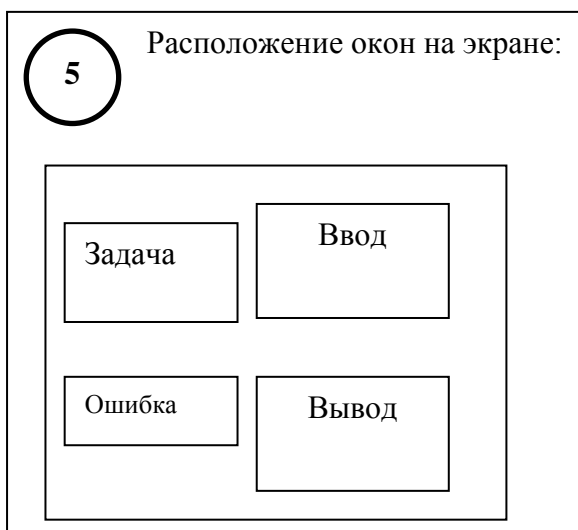 5
Расположение окон на экране:
Задача
Ввод
Ошибка
Вывод